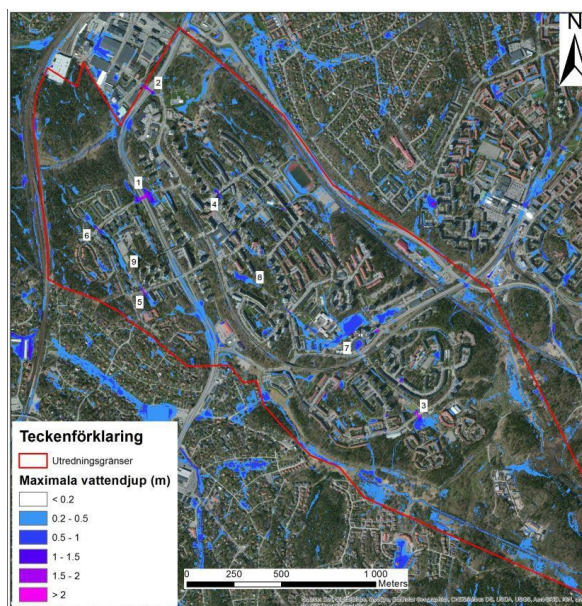 N
2
1
4
6
9
8
5
7
3
Teckenförklaring
Utredningsgränser
Maximala vattendjup (m)
< 0.2
0.2 - 0.5
0.5 - 1
1 - 1.5
1.5 - 2
> 2
0 250 500 1 000
Meters